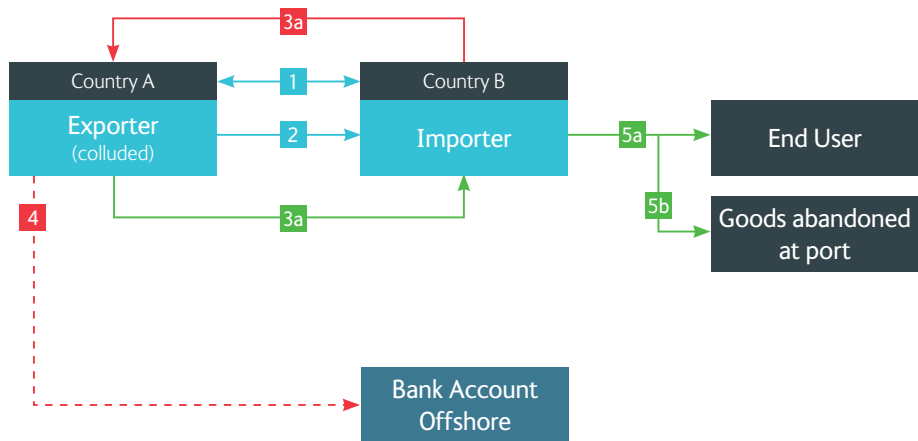 3a
Country A
1
Country B
Exporter
(colluded)
2
Importer
5a
End User
4
3a
5b
Goods abandoned
at port
Bank Account
Offshore